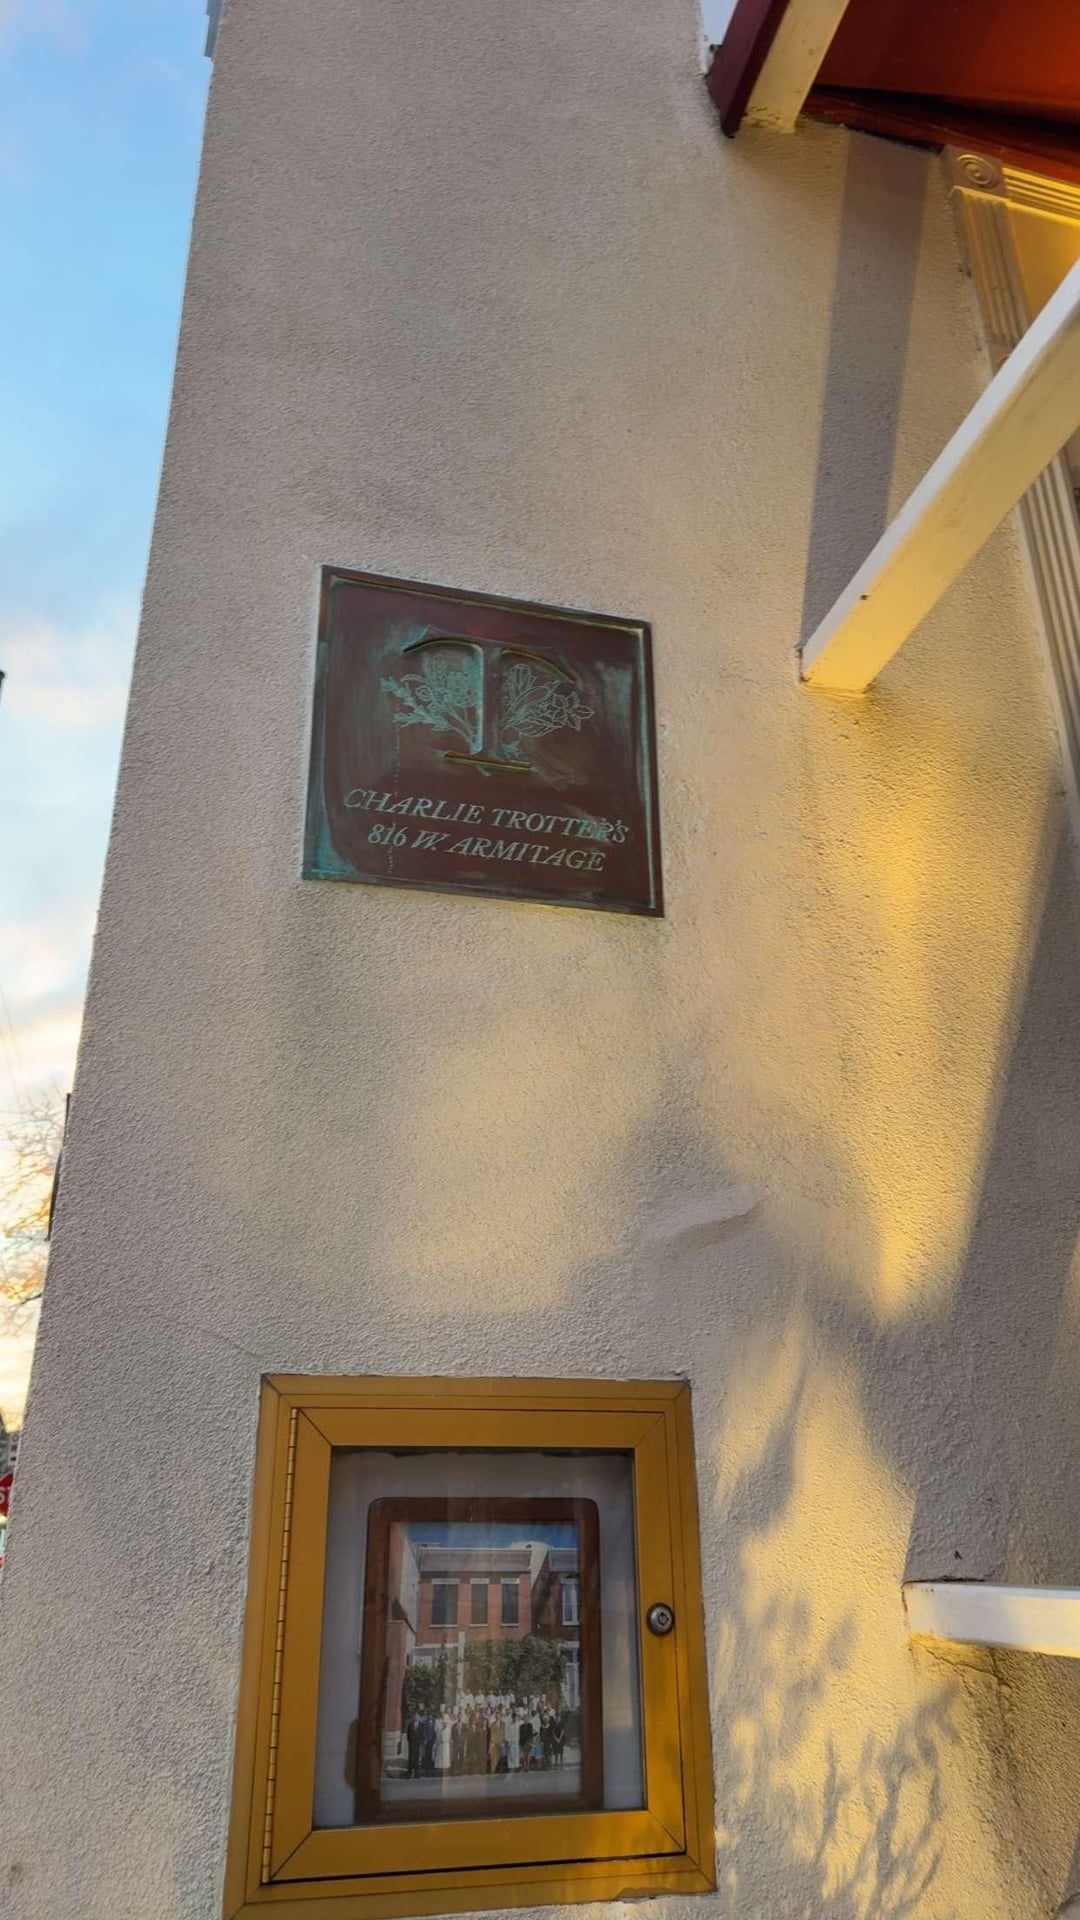 T
CHARLIE TROTTER'S
816 W. ARMITAGE